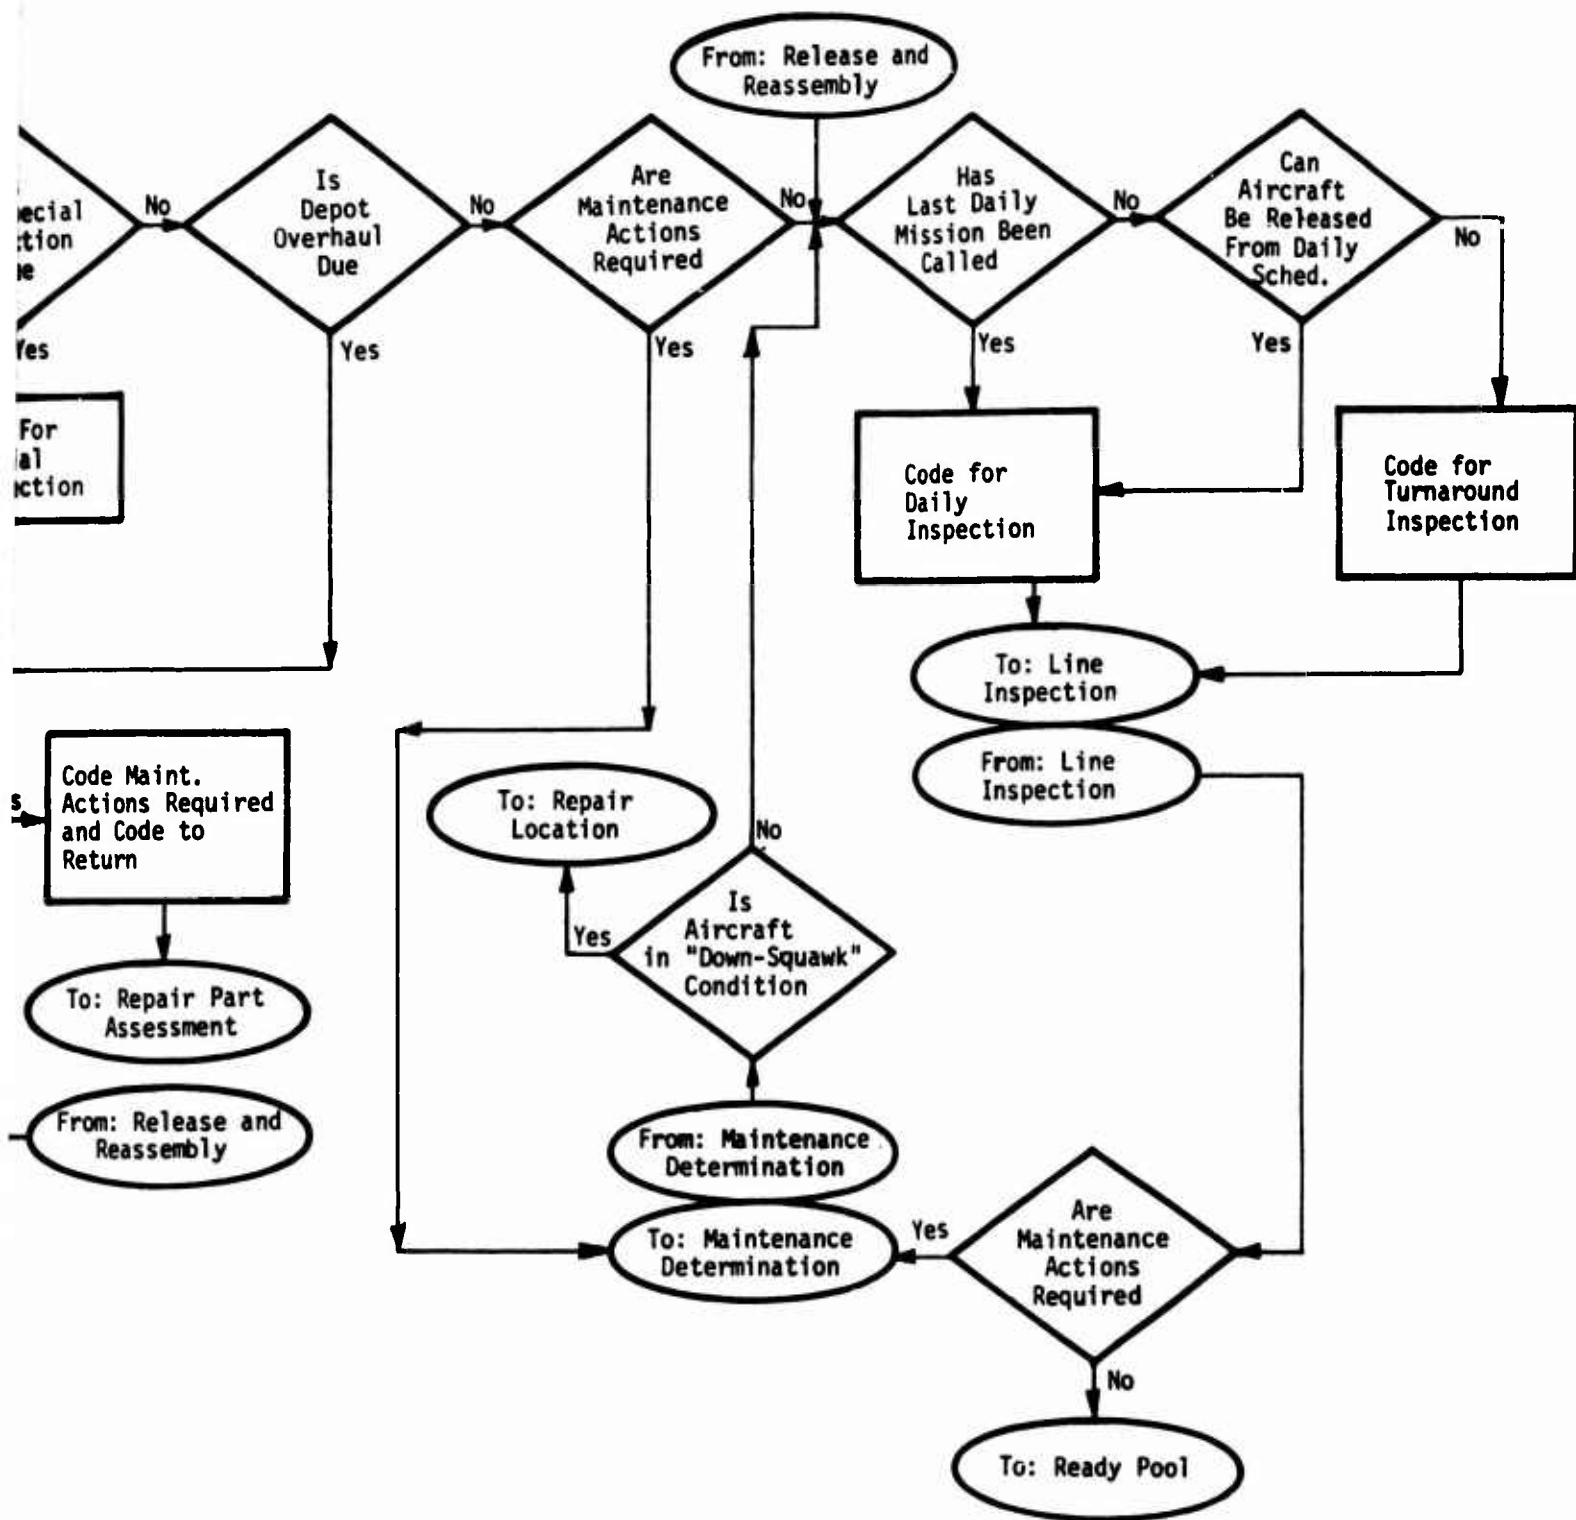 From: Release and
Reassembly
No
Is
Depot
Overhaul
Due
Yes
No
Are
Maintenance
Actions
Required
Yes
No
Has
Last Daily
Mission Been
Called
Yes
No
Can
Aircraft
Be Released
From Daily
Sched.
Yes
No
Yes
For
Code for
Daily
Inspection
Code for
Turnaround
Inspection
To: Line
Inspection
From: Line
Inspection
Code Maint.
Actions Required
and Code to
Return
To: Repair Part
Assessment
From: Release and
Reassembly
To: Repair
Location
No
Yes
Is
Aircraft
in "Down-Squawk"
Condition
From: Maintenance
Determination
To: Maintenance
Determination
Yes
Are
Maintenance
Actions
Required
No
To: Ready Pool